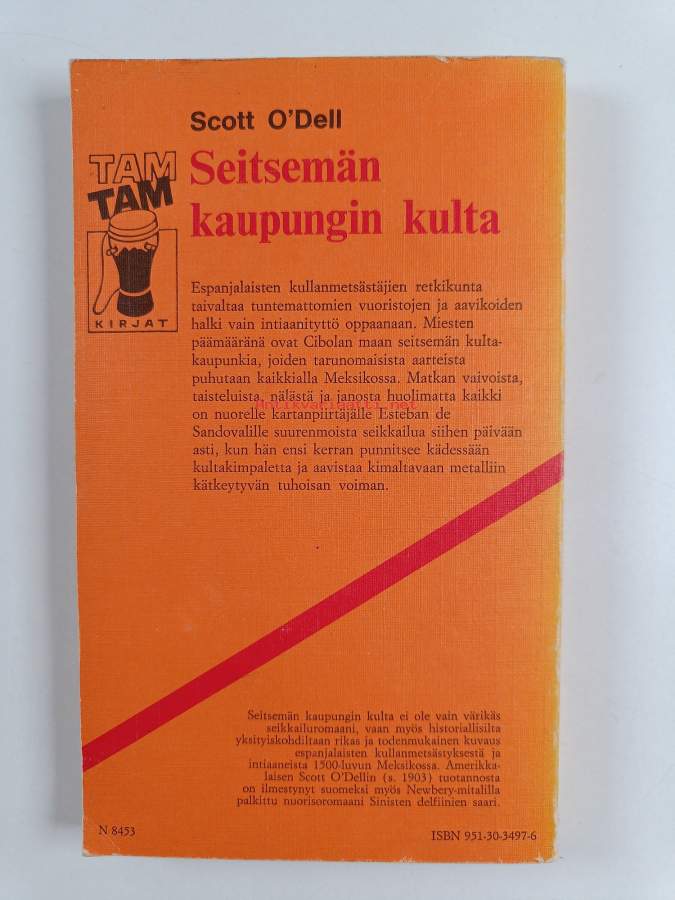 Scott O'Dell
TAM
TAM
KIRJAT
Seitsemän
kaupungin kulta
Espanjalaisten kullanmetsästäjien retkikunta
taivaltaa tuntemattomien vuoristojen ja aavikoiden
halki vain intiaanityttö oppaanaan. Miesten
päämääränä ovat Cibolan maan seitsemän kulta-
kaupunkia, joiden tarunomaisista aarteista
puhutaan kaikkialla Meksikossa. Matkan vaivoista,
taisteluista, nälästä ja janosta huolimatta kaikki
on nuorelle kartanpiirtäjälle Esteban de
Sandovalille suurenmoista seikkailua siihen päivään
asti, kun hän ensi kerran punnitsee kädessään
kultakimpaletta ja aavistaa kimaltavaan metalliin
kätkeytyvän tuhoisan voiman.
Antikvariaatti.net
Seitsemän kaupungin kulta ei ole vain värikäs
seikkailuromaani, vaan myös historiallisilta
yksityiskohdiltaan rikas ja todenmukainen kuvaus
espanjalaisten kullanmetsästyksestä ja
intiaaneista 1500-luvun Meksikossa. Amerikka-
laisen Scott O'Dellin (s. 1903) tuotannosta
on ilmestynyt suomeksi myös Newbery-mitalilla
palkittu nuorisoromaani Sinisten delfiinien saari.
N 8453
ISBN 951-30-3497-6